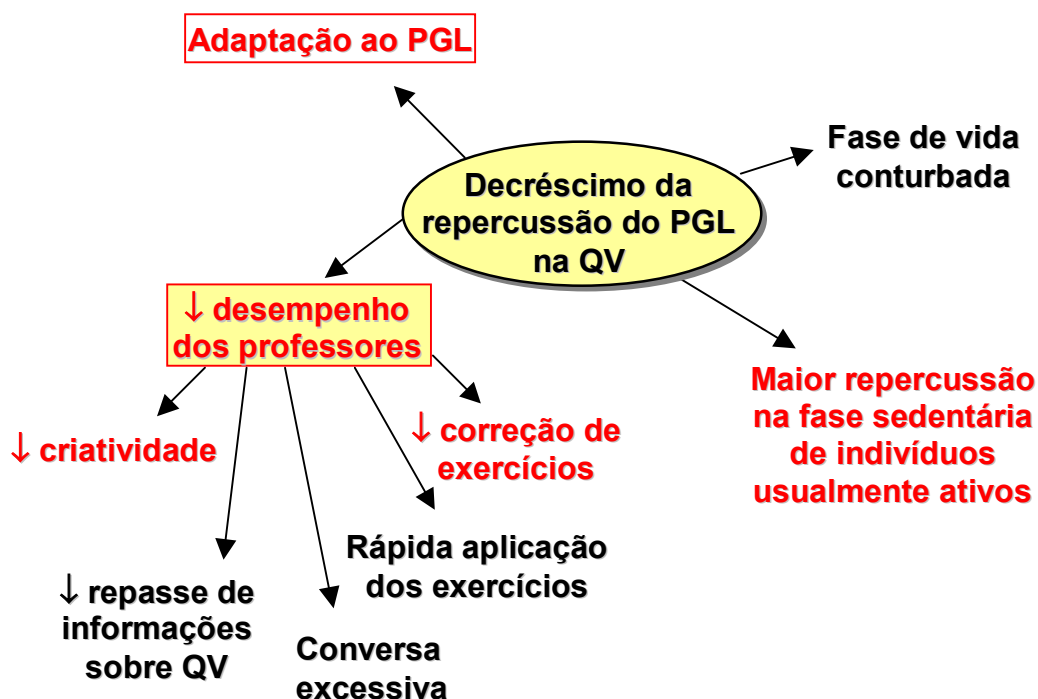 Adaptação ao PGL
Fase de vida
conturbada
Decréscimo da
repercussão do PGL
na QV
↓ desempenho
dos professores
Maior repercussão
na fase sedentária
de indivíduos
usualmente ativos
↓ criatividade
↓ correção de
exercícios
Rápida aplicação
dos exercícios
↓ repasse de
informações
sobre QV
Conversa
excessiva